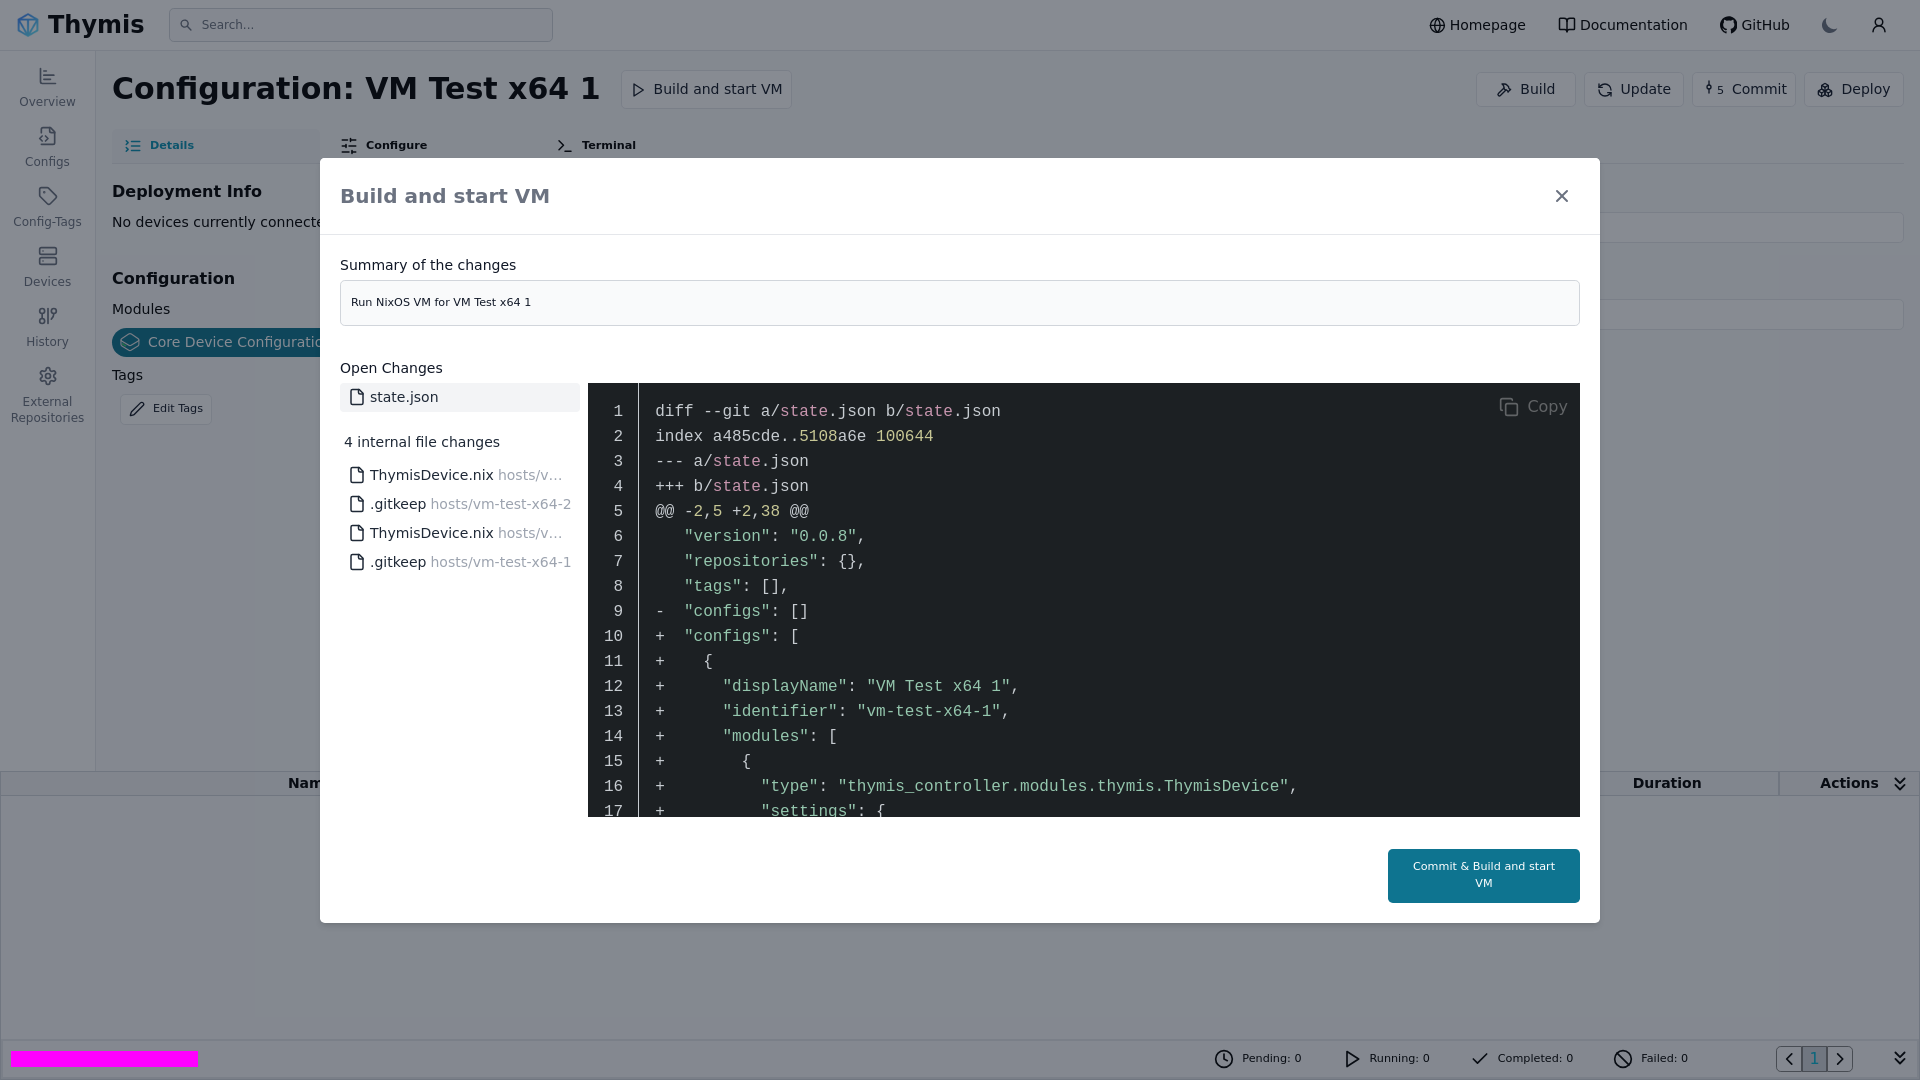 Thymis
Search...
Homepage
Documentation
GitHub
Overview
Configs
Config-Tags
Devices
History
External
Repositories
Configuration: VM Test x64 1
Build and start VM
Build
Update
5 Commit
Deploy
Details
Configure
Terminal
Deployment Info
No devices currently connecte
Configuration
Modules
Core Device Configuratio
Tags
Edit Tags
Build and start VM
Summary of the changes
Run NixOS VM for VM Test x64 1
Open Changes
state.json
4 internal file changes
ThymisDevice.nix hosts/v...
.gitkeep hosts/vm-test-x64-2
ThymisDevice.nix hosts/v...
.gitkeep hosts/vm-test-x64-1
Copy
1 diff --git a/state.json b/state.json
2 index a485cde..5108a6e 100644
3 --- a/state.json
4 +++ b/state.json
5 @@ -2,5 +2,38 @@
6    "version": "0.0.8",
7    "repositories": {},
8    "tags": [],
9 -  "configs": []
10 +  "configs": [
11 +    {
12 +      "displayName": "VM Test x64 1",
13 +      "identifier": "vm-test-x64-1",
14 +      "modules": [
15 +        {
16 +          "type": "thymis_controller.modules.thymis.ThymisDevice",
17 +          "settings": {
Commit & Build and start
VM
Nam
Duration
Actions
Pending: 0
Running: 0
Completed: 0
Failed: 0
1